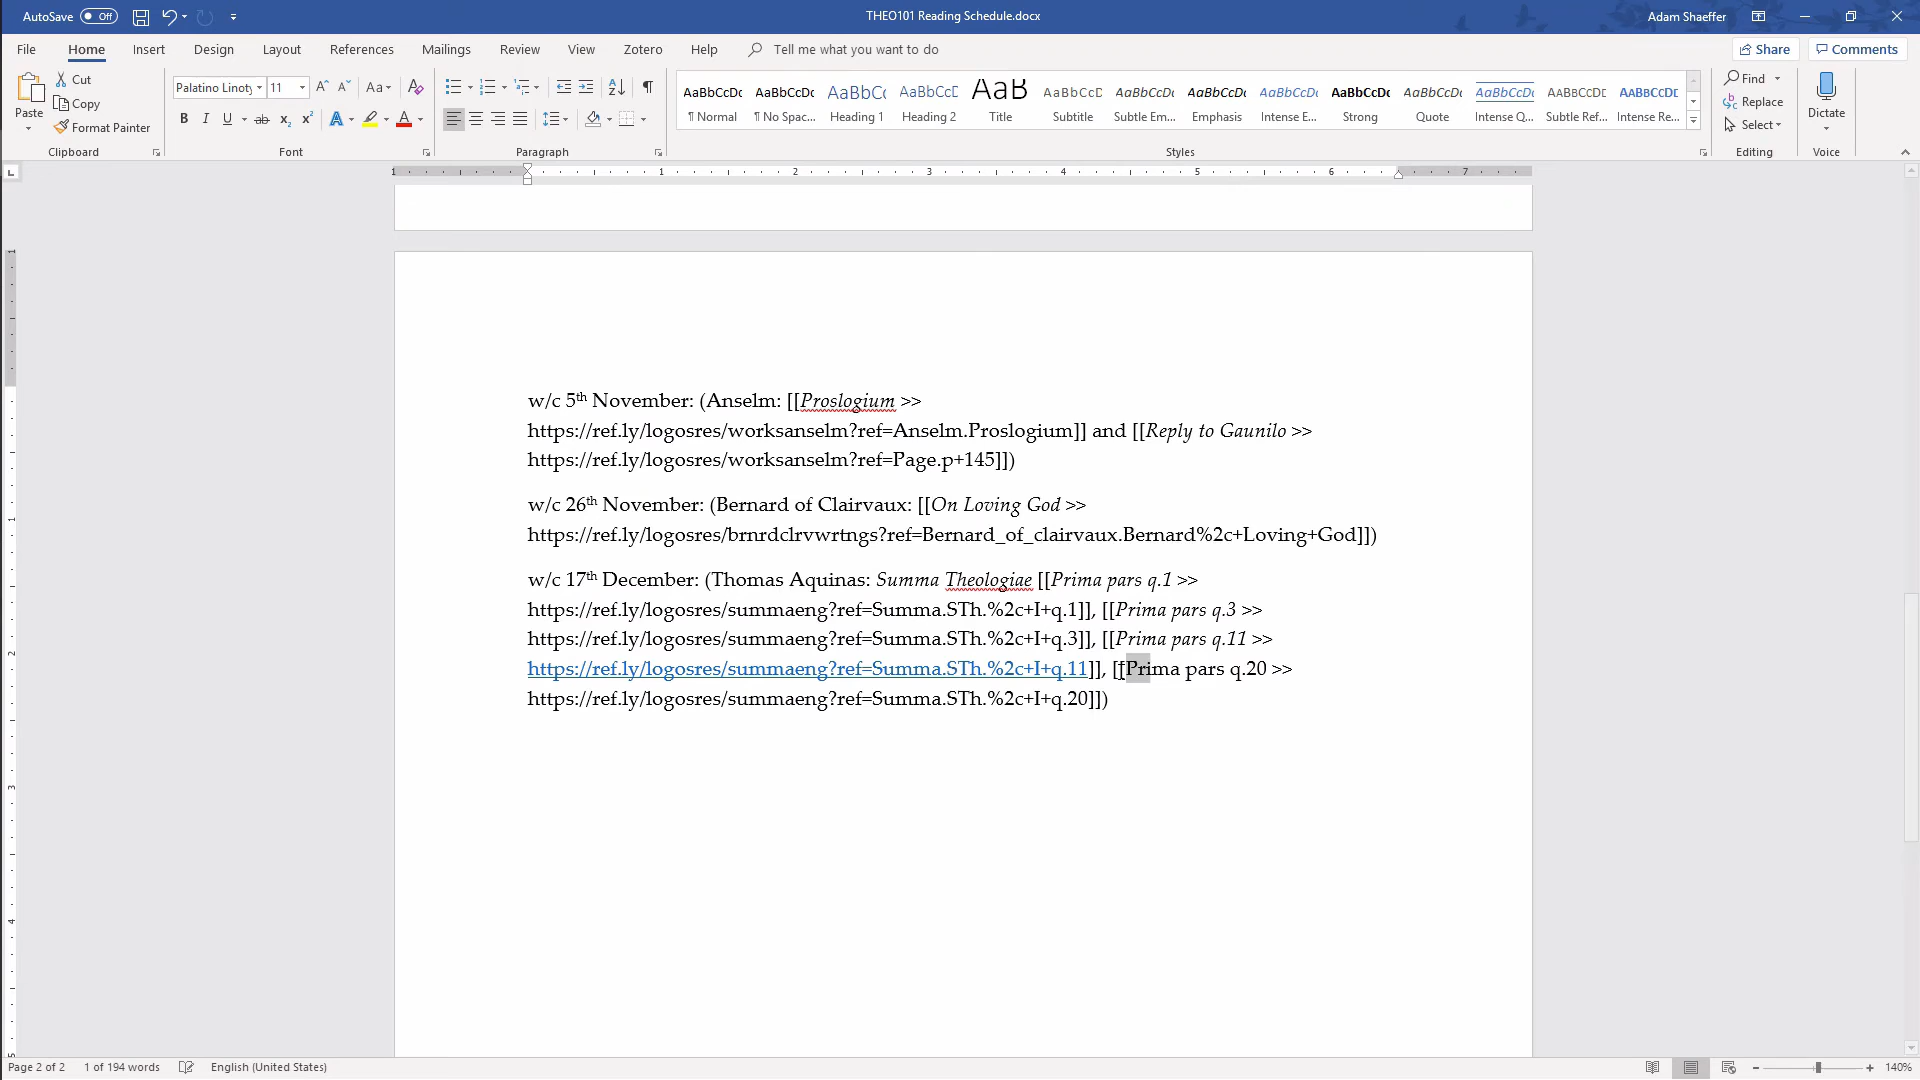 AutoSave Off
THEO101 Reading Schedule.docx
Adam Shaeffer
File Home Insert Design Layout References Mailings Review View Zotero Help Tell me what you want to do
Share Comments
Paste
Cut
Copy
Format Painter
Clipboard
Palatino Linoty 11
Font
Paragraph
AaBbCcDc AaBbCcDc AaBbCc AaBbCcD AaB AaBbCcD AaBbCcDc AaBbCcDc AaBbCcDc AaBbCcDc AaBbCcDc AaBbCcDc AABBCCDE AABBCCDE
¶ Normal ¶ No Spac... Heading 1 Heading 2 Title Subtitle Subtle Em... Emphasis Intense E... Strong Quote Intense Q... Subtle Ref... Intense Re...
Styles
Find
Replace
Select
Editing
Dictate
Voice
1 1 2 3 4 5 6 7
w/c 5th November: (Anselm: [[Proslogium >>
https://ref.ly/logosres/worksanselm?ref=Anselm.Proslogium]] and [[Reply to Gaunilo >>
https://ref.ly/logosres/worksanselm?ref=Page.p+145]])
w/c 26th November: (Bernard of Clairvaux: [[On Loving God >>
https://ref.ly/logosres/brnrdclrvwrtngs?ref=Bernard_of_clairvaux.Bernard%2c+Loving+God]])
w/c 17th December: (Thomas Aquinas: Summa Theologiae [[Prima pars q.1 >>
https://ref.ly/logosres/summaeng?ref=Summa.STh.%2c+I+q.1]], [[Prima pars q.3 >>
https://ref.ly/logosres/summaeng?ref=Summa.STh.%2c+I+q.3]], [[Prima pars q.11 >>
https://ref.ly/logosres/summaeng?ref=Summa.STh.%2c+I+q.11]], [[Prima pars q.20 >>
https://ref.ly/logosres/summaeng?ref=Summa.STh.%2c+I+q.20]])
Page 2 of 2 1 of 194 words English (United States)
140%